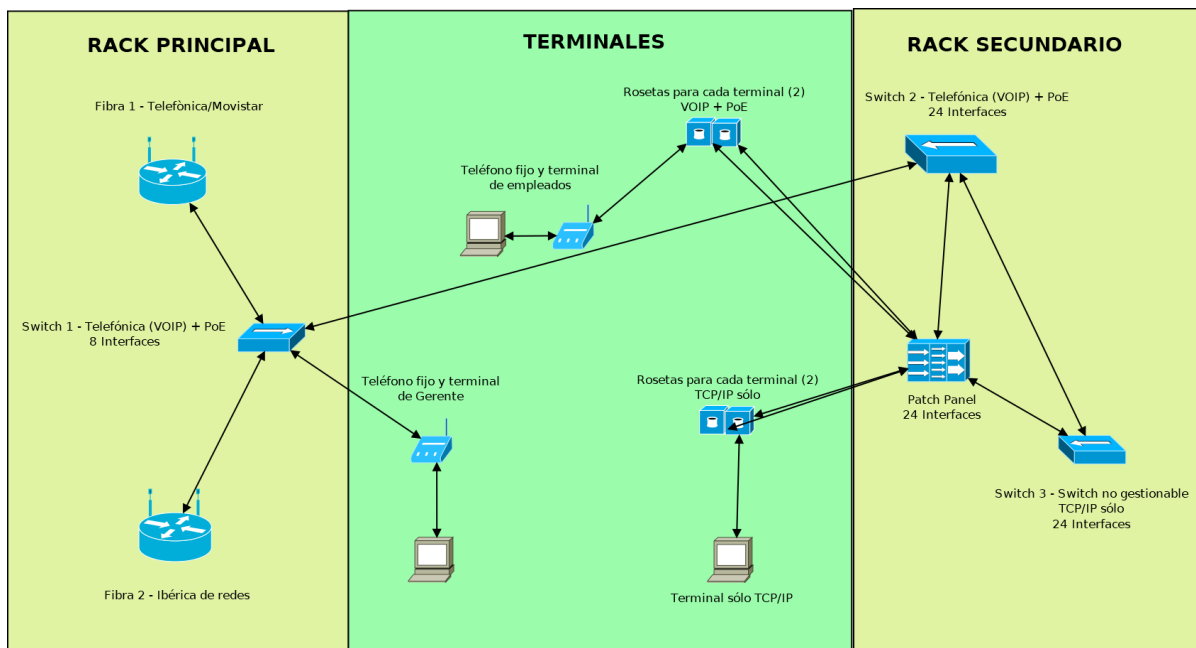 RACK PRINCIPAL
Fibra 1 - Telefònica/Movistar
Switch 1 - Telefónica (VOIP) + PoE
8 Interfaces
Fibra 2 - Ibérica de redes
TERMINALES
Rosetas para cada terminal (2)
VOIP + PoE
Teléfono fijo y terminal
de empleados
Teléfono fijo y terminal
de Gerente
Rosetas para cada terminal (2)
TCP/IP sólo
Terminal sólo TCP/IP
RACK SECUNDARIO
Switch 2 - Telefónica (VOIP) + PoE
24 Interfaces
Patch Panel
24 Interfaces
Switch 3 - Switch no gestionable
TCP/IP sólo
24 Interfaces